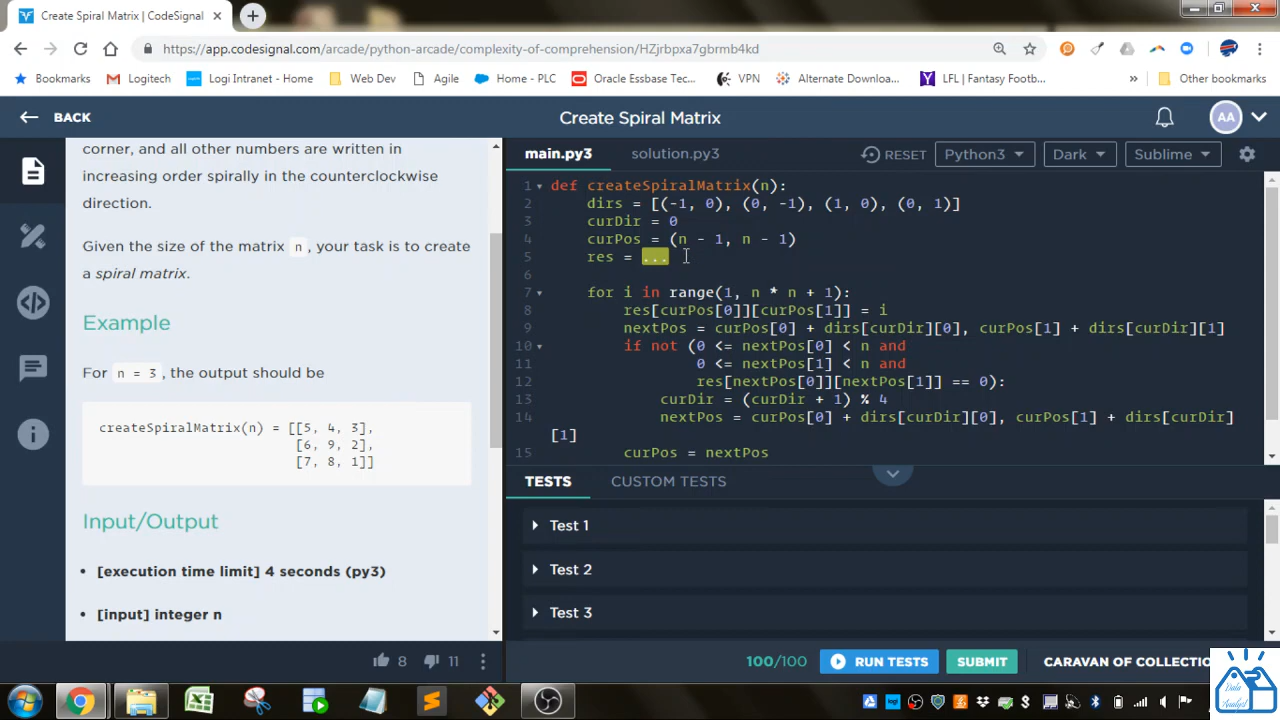 Create Spiral Matrix | CodeSignal
https://app.codesignal.com/arcade/python-arcade/complexity-of-comprehension/HZjrbpxa7gbrmb4kd
Bookmarks Logitech Logi Intranet - Home Web Dev Agile Home - PLC Oracle Essbase Tec... VPN Alternate Downloa... LFL | Fantasy Footb... » Other bookmarks
BACK
Create Spiral Matrix
AA
corner, and all other numbers are written in
increasing order spirally in the counterclockwise
direction.
Given the size of the matrix n, your task is to create
a spiral matrix.
Example
For n = 3, the output should be
createSpiralMatrix(n) = [[5, 4, 3],
[6, 9, 2],
[7, 8, 1]]
Input/Output
• [execution time limit] 4 seconds (py3)
• [input] integer n
8 11
main.py3 solution.py3 RESET Python3 Dark Sublime
1 def createSpiralMatrix(n):
2 dirs = [(-1, 0), (0, -1), (1, 0), (0, 1)]
3 curDir = 0
4 curPos = (n - 1, n - 1)
5 res = ...
6
7 for i in range(1, n * n + 1):
8 res[curPos[0]][curPos[1]] = i
9 nextPos = curPos[0] + dirs[curDir][0], curPos[1] + dirs[curDir][1]
10 if not (0 <= nextPos[0] < n and
11 0 <= nextPos[1] < n and
12 res[nextPos[0]][nextPos[1]] == 0):
13 curDir = (curDir + 1) % 4
14 nextPos = curPos[0] + dirs[curDir][0], curPos[1] + dirs[curDir]
[1]
15 curPos = nextPos
TESTS CUSTOM TESTS
Test 1
Test 2
Test 3
100/100 RUN TESTS SUBMIT CARAVAN OF COLLECTIO
Data
Analyst